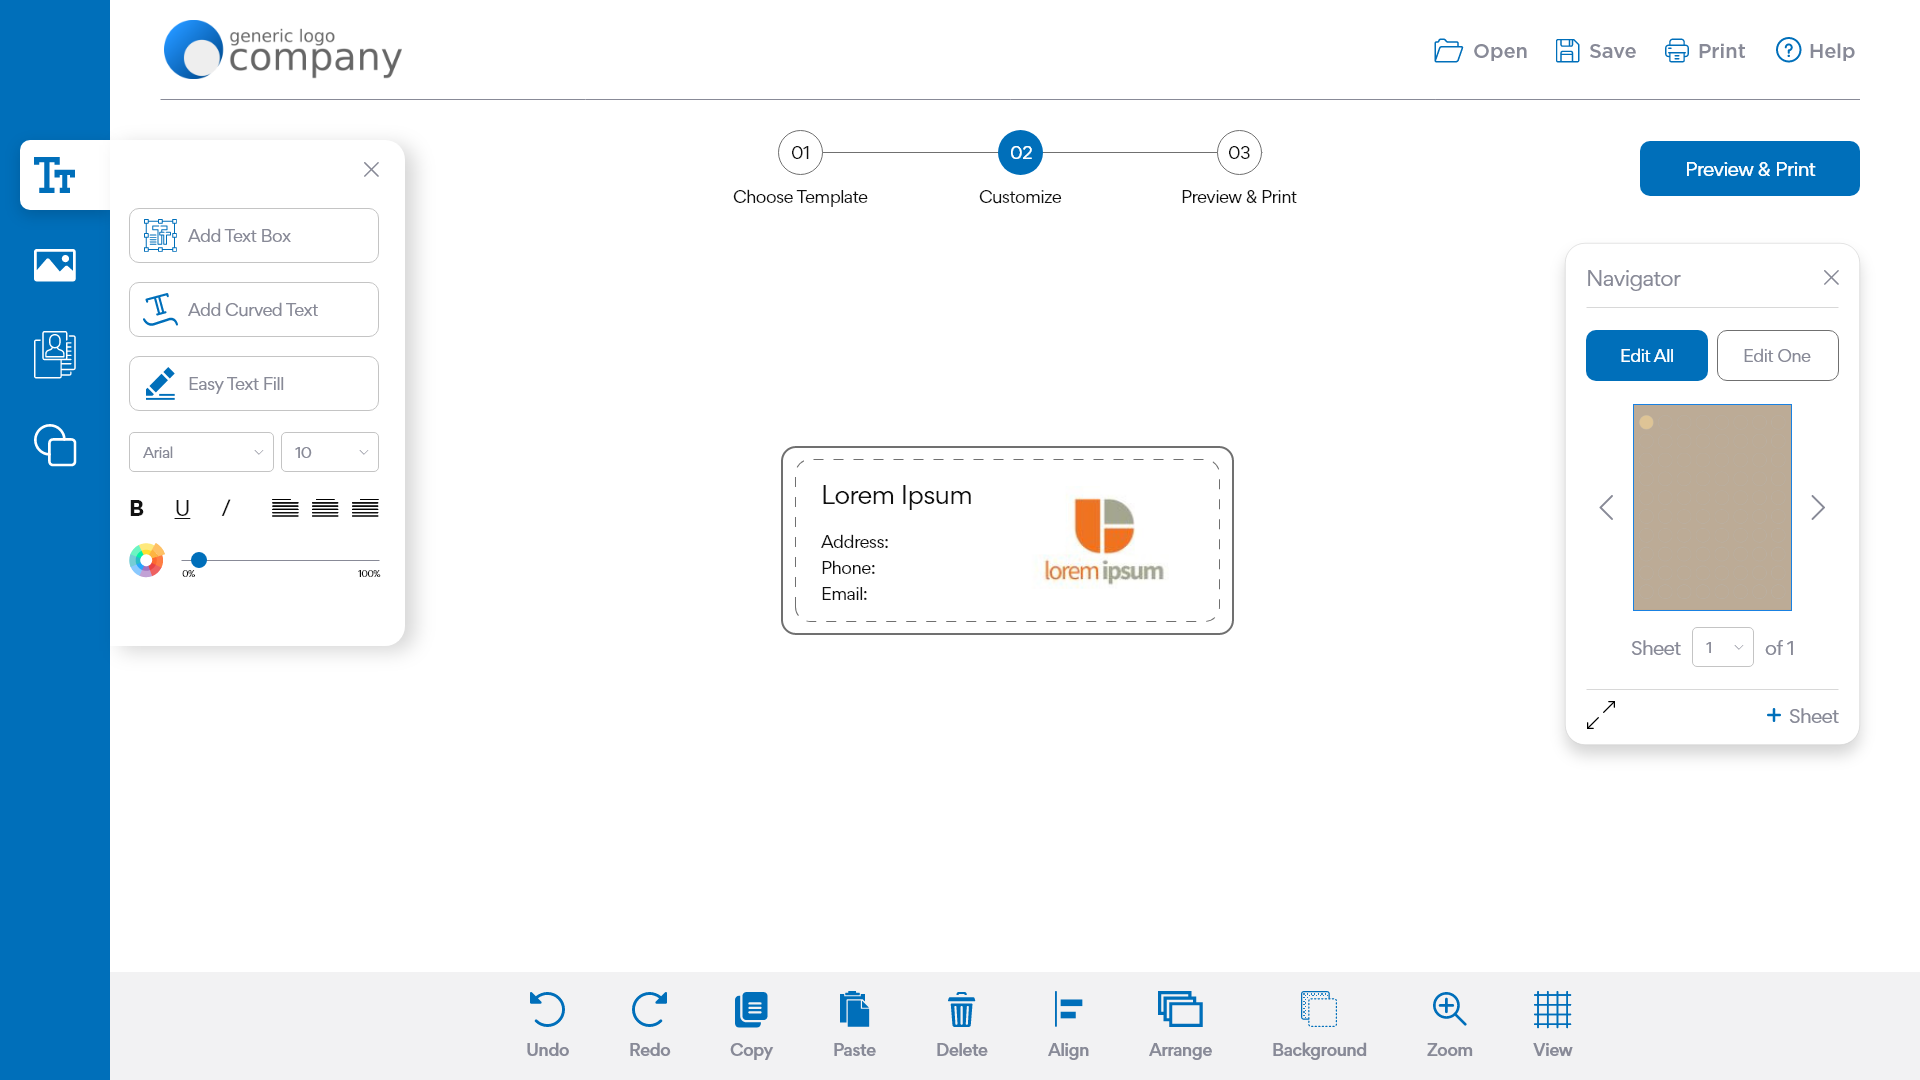 generic logo
company
Open
Save
Print
Help
01
02
03
Choose Template
Customize
Preview & Print
Preview & Print
Tt
Add Text Box
Add Curved Text
Easy Text Fill
Arial
10
B
U
/
0%
100%
Lorem Ipsum
Address:
Phone:
Email:
lorem ipsum
Navigator
Edit All
Edit One
Sheet 1 of 1
+ Sheet
Undo
Redo
Copy
Paste
Delete
Align
Arrange
Background
Zoom
View